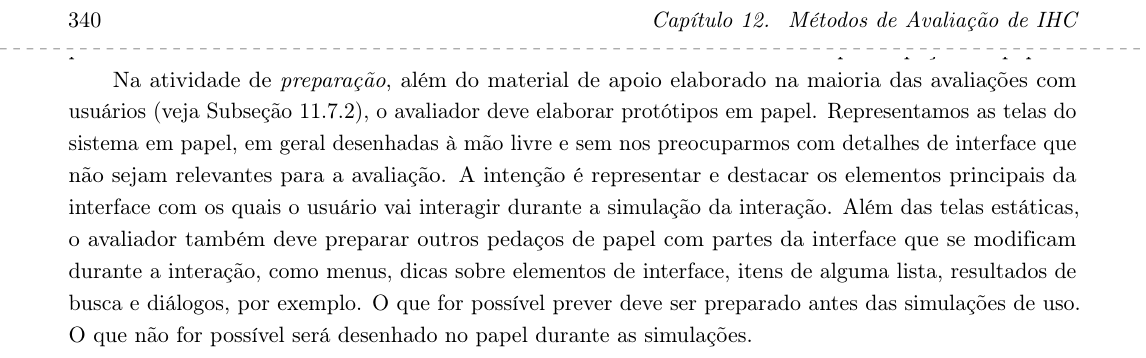 340
Capítulo 12. Métodos de Avaliação de IHC
Na atividade de preparação, além do material de apoio elaborado na maioria das avaliações com
usuários (veja Subseção 11.7.2), o avaliador deve elaborar protótipos em papel. Representamos as telas do
sistema em papel, em geral desenhadas à mão livre e sem nos preocuparmos com detalhes de interface que
não sejam relevantes para a avaliação. A intenção é representar e destacar os elementos principais da
interface com os quais o usuário vai interagir durante a simulação da interação. Além das telas estáticas,
o avaliador também deve preparar outros pedaços de papel com partes da interface que se modificam
durante a interação, como menus, dicas sobre elementos de interface, itens de alguma lista, resultados de
busca e diálogos, por exemplo. O que for possível prever deve ser preparado antes das simulações de uso.
O que não for possível será desenhado no papel durante as simulações.